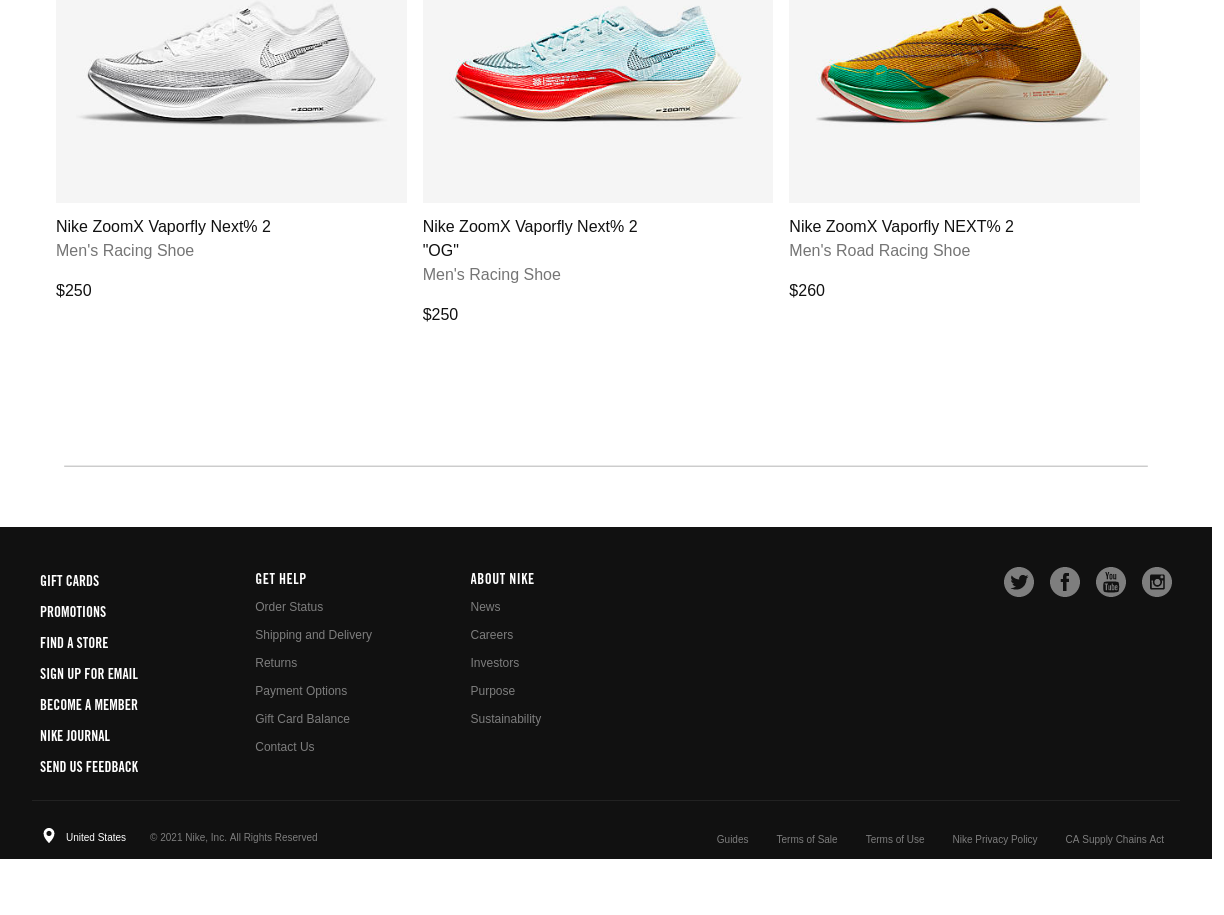 ZOOMX
ZOOMX
Nike ZoomX Vaporfly Next% 2
Men's Racing Shoe
$250
Nike ZoomX Vaporfly Next% 2
"OG"
Men's Racing Shoe
$250
Nike ZoomX Vaporfly NEXT% 2
Men's Road Racing Shoe
$260
GIFT CARDS
PROMOTIONS
FIND A STORE
SIGN UP FOR EMAIL
BECOME A MEMBER
NIKE JOURNAL
SEND US FEEDBACK
GET HELP
Order Status
Shipping and Delivery
Returns
Payment Options
Gift Card Balance
Contact Us
ABOUT NIKE
News
Careers
Investors
Purpose
Sustainability
You
Tube
United States
© 2021 Nike, Inc. All Rights Reserved
Guides
Terms of Sale
Terms of Use
Nike Privacy Policy
CA Supply Chains Act